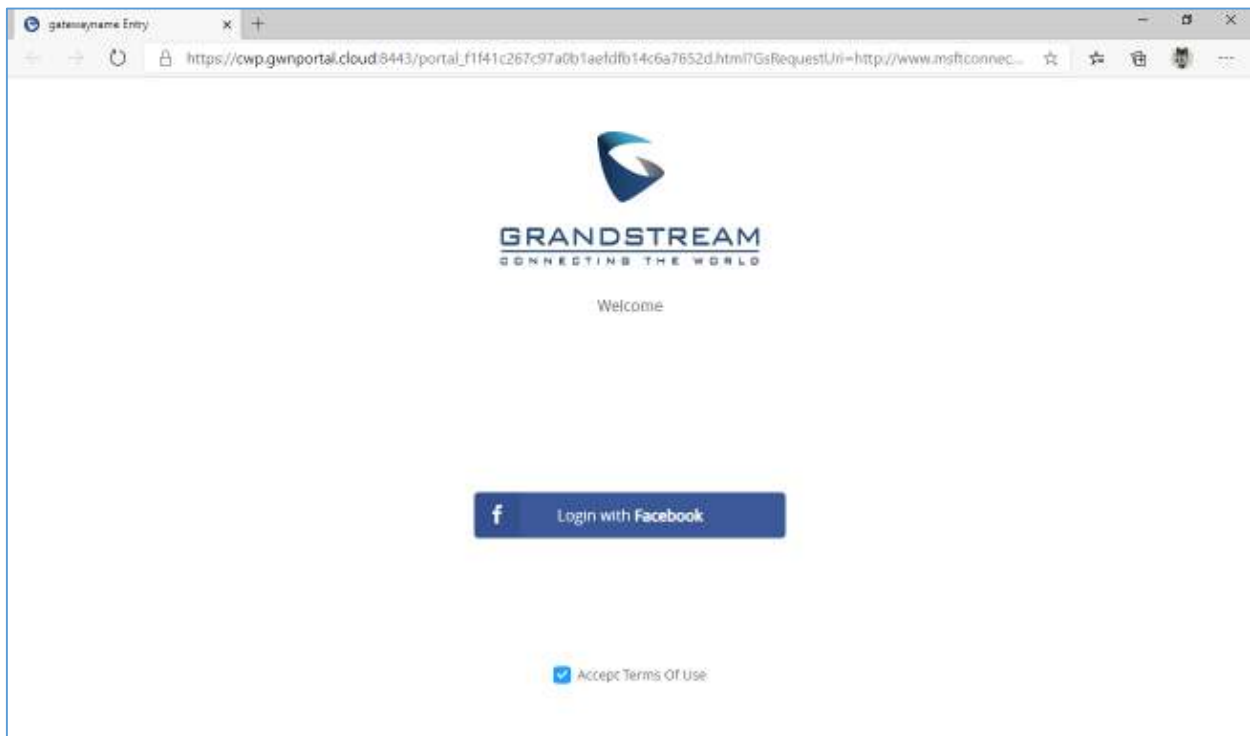 gatewayname Entry
https://cwp.gwnportal.cloud:8443/portal_f1f41c267c97a0b1aefdfb14c6a7652d.html?GsRequestUri=http://www.msftconnec...
GRANDSTREAM
CONNECTING THE WORLD
Welcome
f
Login with Facebook
Accept Terms Of Use